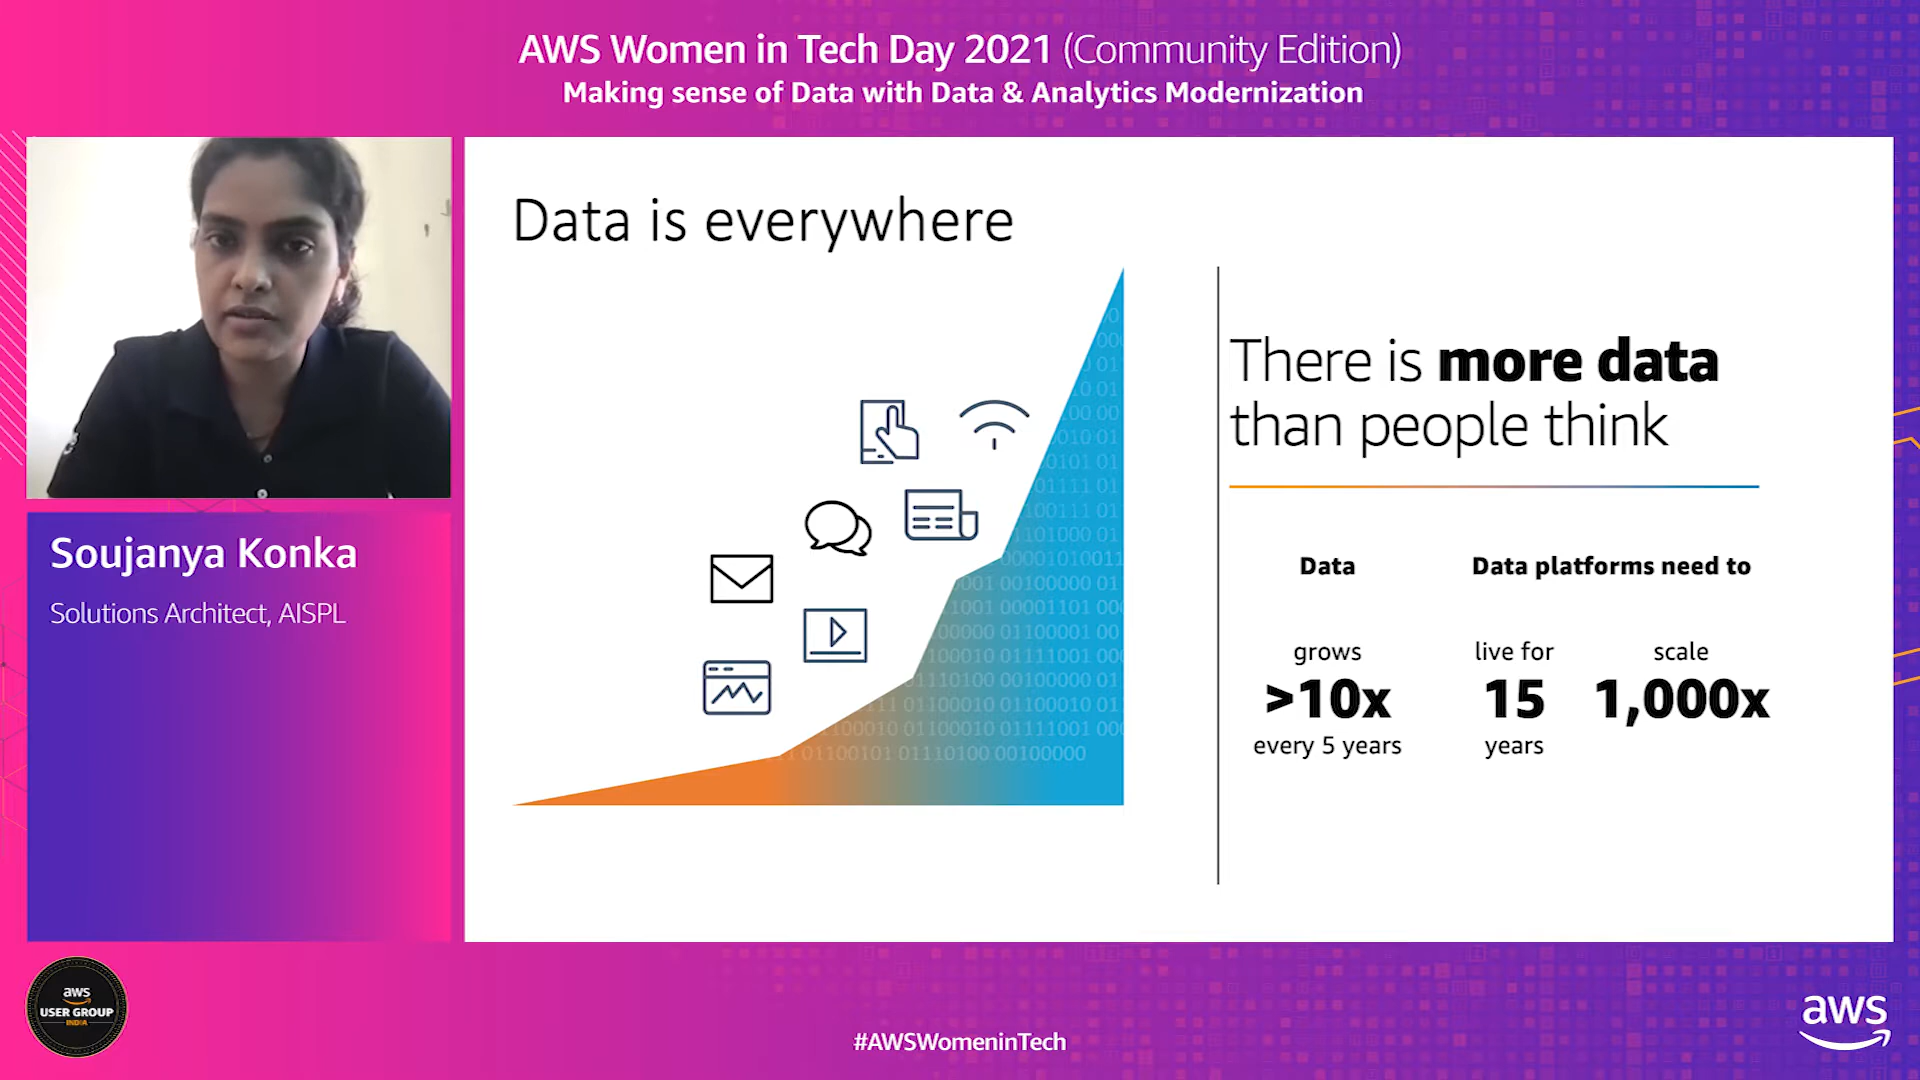 AWS Women in Tech Day 2021 (Community Edition)
Making sense of Data with Data & Analytics Modernization
Soujanya Konka
Solutions Architect, AISPL
Data is everywhere
There is more data
than people think
Data
grows
>10x
every 5 years
Data platforms need to
live for
15
years
scale
1,000x
aws
USER GROUP
INDIA
#AWSWomeninTech
aws